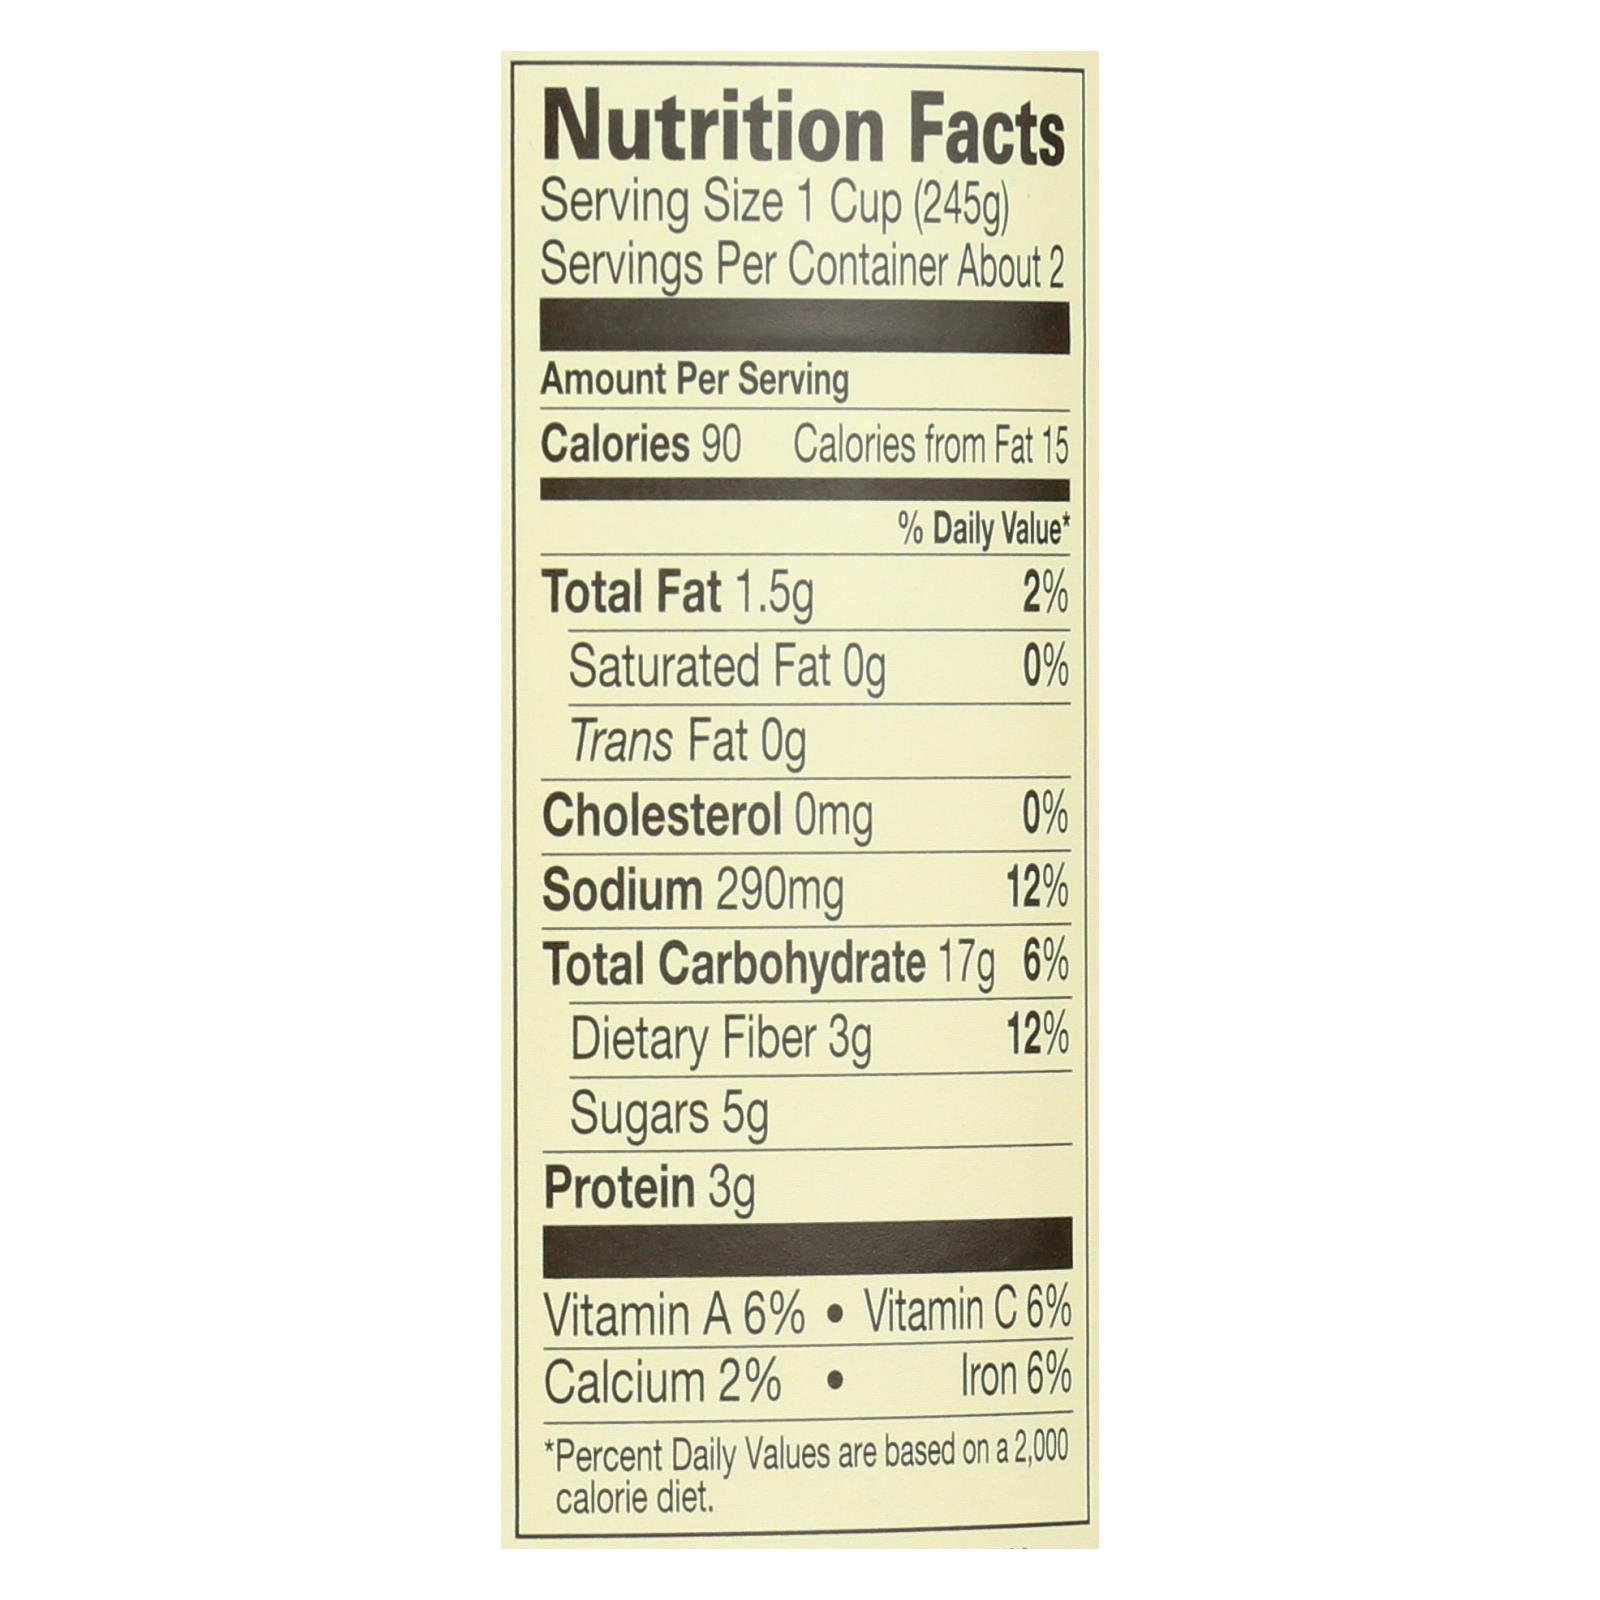 Nutrition Facts
Serving Size 1 Cup (245g)
Servings Per Container About 2
Amount Per Serving
Calories 90 Calories from Fat 15
% Daily Value*
Total Fat 1.5g 2%
Saturated Fat 0g 0%
Trans Fat 0g
Cholesterol 0mg 0%
Sodium 290mg 12%
Total Carbohydrate 17g 6%
Dietary Fiber 3g 12%
Sugars 5g
Protein 3g
Vitamin A 6% • Vitamin C 6%
Calcium 2% • Iron 6%
*Percent Daily Values are based on a 2,000
calorie diet.